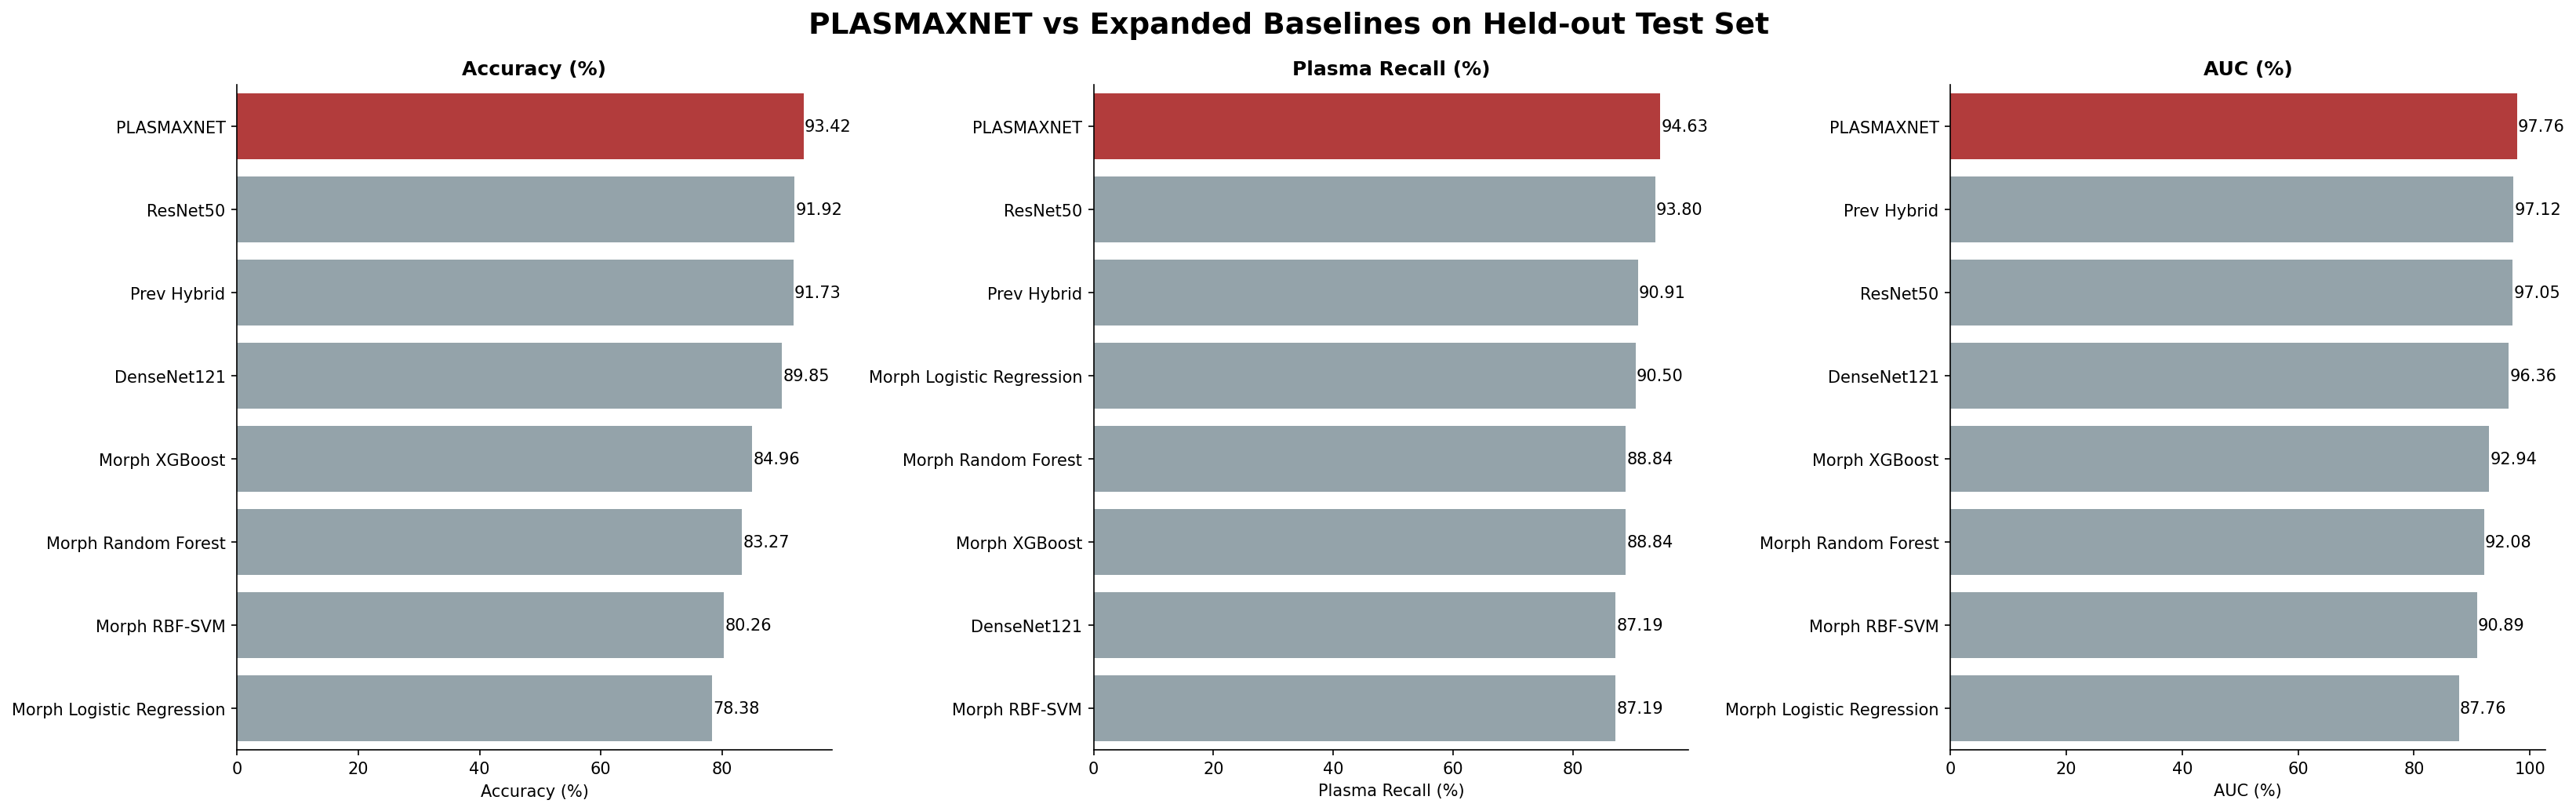 PLASMAXNET vs Expanded Baselines on Held-out Test Set
Accuracy (%)
PLASMAXNET 93.42
ResNet50 91.92
Prev Hybrid 91.73
DenseNet121 89.85
Morph XGBoost 84.96
Morph Random Forest 83.27
Morph RBF-SVM 80.26
Morph Logistic Regression 78.38
0 20 40 60 80
Accuracy (%)
Plasma Recall (%)
PLASMAXNET 94.63
ResNet50 93.80
Prev Hybrid 90.91
Morph Logistic Regression 90.50
Morph Random Forest 88.84
Morph XGBoost 88.84
DenseNet121 87.19
Morph RBF-SVM 87.19
0 20 40 60 80
Plasma Recall (%)
AUC (%)
PLASMAXNET 97.76
Prev Hybrid 97.12
ResNet50 97.05
DenseNet121 96.36
Morph XGBoost 92.94
Morph Random Forest 92.08
Morph RBF-SVM 90.89
Morph Logistic Regression 87.76
0 20 40 60 80 100
AUC (%)